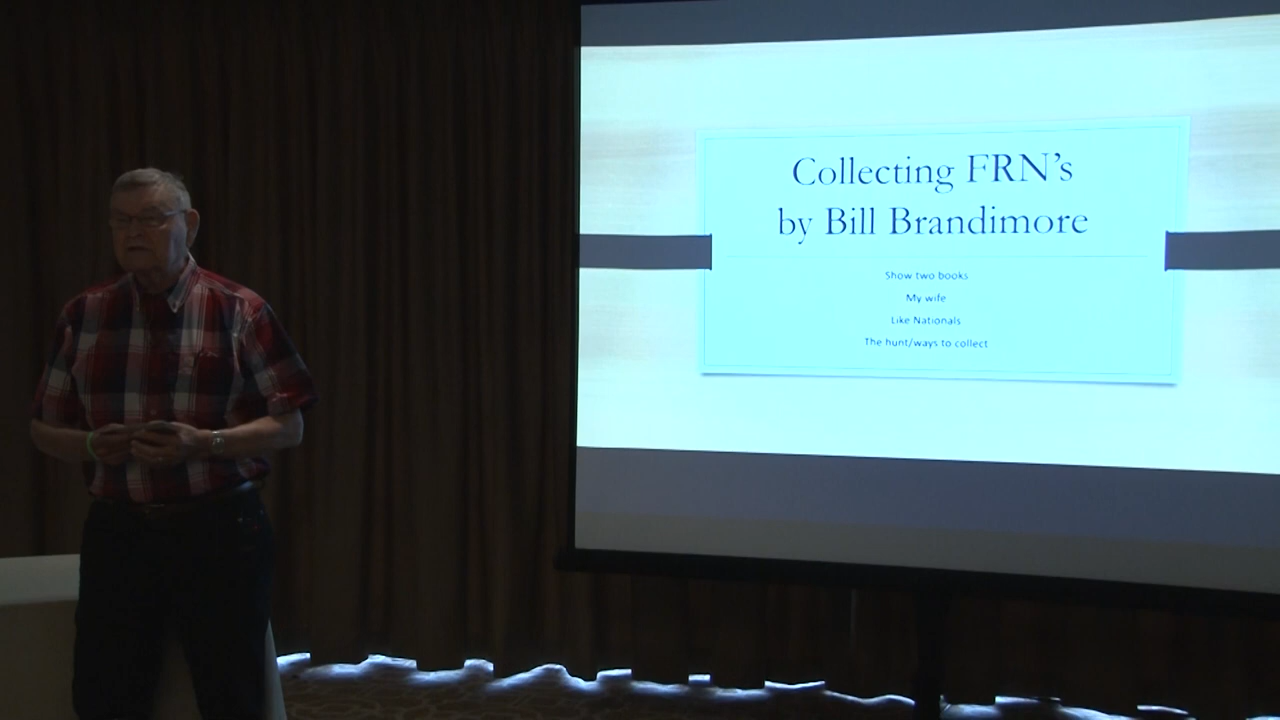 Collecting FRN's
by Bill Brandimore
Show two books
My wife
Like Nationals
The hunt/ways to collect